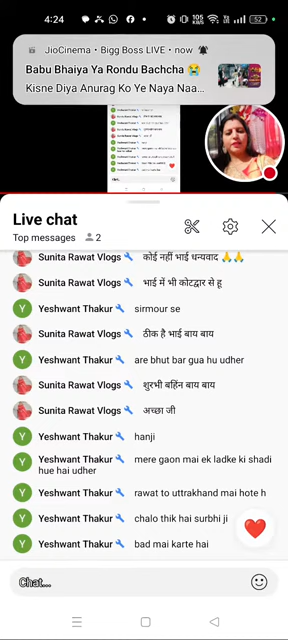 4:24
105 KB/S
52
JioCinema • Bigg Boss LIVE • now
Babu Bhaiya Ya Rondu Bachcha 😭
Kisne Diya Anurag Ko Ye Naya Naa...
Live chat
Top messages 2
Sunita Rawat Vlogs कोई नहीं भाई धन्यवाद 🙏🙏
Sunita Rawat Vlogs भाई में भी कोटद्वार से हू
Yeshwant Thakur sirmour se
Sunita Rawat Vlogs ठीक है भाई बाय बाय
Yeshwant Thakur are bhut bar gua hu udher
Sunita Rawat Vlogs शुरभी बहिन बाय बाय
Sunita Rawat Vlogs अच्छा जी
Yeshwant Thakur hanji
Yeshwant Thakur mere gaon mai ek ladke ki shadi
hue hai udher
Yeshwant Thakur rawat to uttrakhand mai hote h
Yeshwant Thakur chalo thik hai surbhi ji
Yeshwant Thakur bad mai karte hai
Chat...